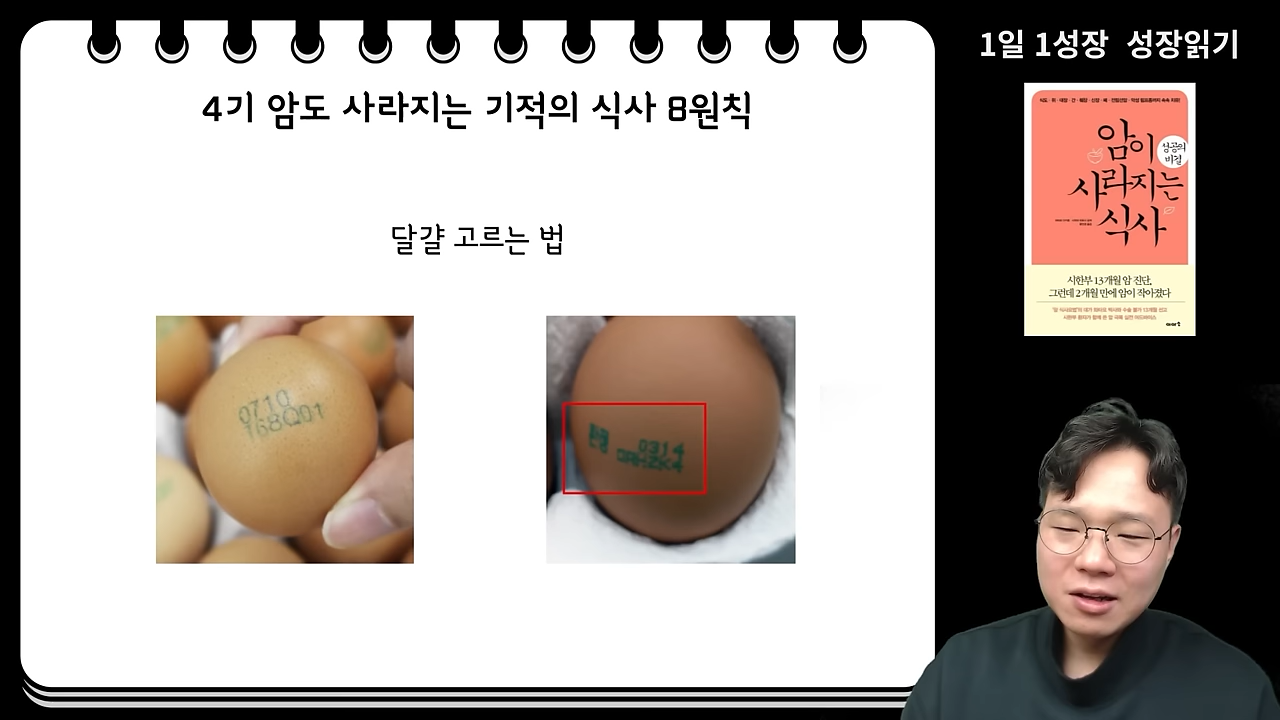 4기 암도 사라지는 기적의 식사 8원칙
달걀 고르는 법
0710
168Q01
0314
1일 1성장 성장읽기
암이
사라지는
식사
성공의
비결
시한부 13개월 암 진단,
그런데 2개월 만에 암이 작아졌다